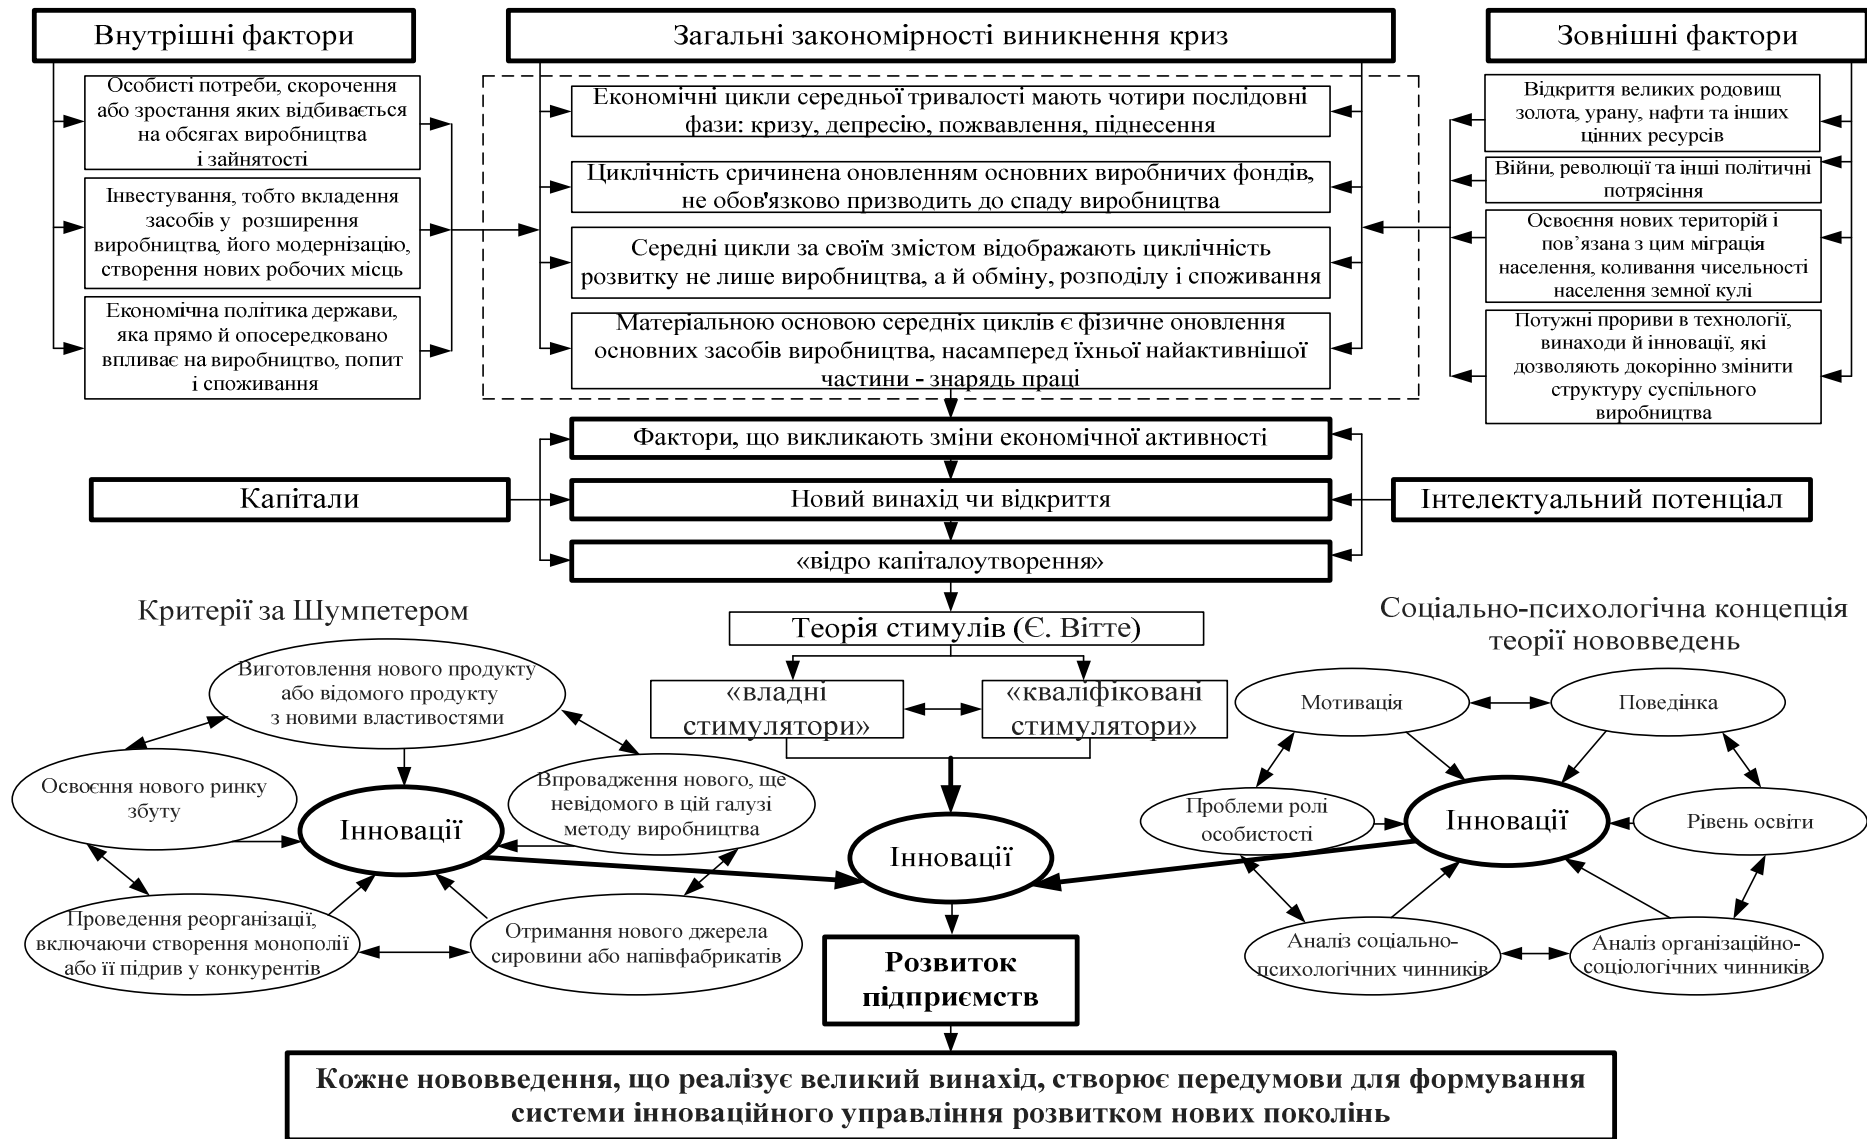 Внутрішні фактори
Загальні закономірності виникнення криз
Зовнішні фактори
Особисті потреби, скорочення
або зростання яких відбивається
на обсягах виробництва
і зайнятості
Інвестування, тобто вкладення
засобів у розширення
виробництва, його модернізацію,
створення нових робочих місць
Економічна політика держави,
яка прямо й опосередковано
впливає на виробництво, попит
і споживання
Економічні цикли середньої тривалості мають чотири послідовні
фази: кризу, депресію, пожвавлення, піднесення
Циклічність сричинена оновленням основних виробничих фондів,
не обов'язково призводить до спаду виробництва
Середні цикли за своїм змістом відображають циклічність
розвитку не лише виробництва, а й обміну, розподілу і споживання
Матеріальною основою середніх циклів є фізичне оновлення
основних засобів виробництва, насамперед їхньої найактивнішої
частини - знарядь праці
Відкриття великих родовищ
золота, урану, нафти та інших
цінних ресурсів
Війни, революції та інші політичні
потрясіння
Освоєння нових територій і
пов’язана з цим міграція
населення, коливання чисельності
населення земної кулі
Потужні прориви в технології,
винаходи й інновації, які
дозволяють докорінно змінити
структуру суспільного
виробництва
Фактори, що викликають зміни економічної активності
Капітали
Новий винахід чи відкриття
Інтелектуальний потенціал
«відро капіталоутворення»
Критерії за Шумпетером
Теорія стимулів (Є. Вітте)
Соціально-психологічна концепція
теорії нововведень
Виготовлення нового продукту
або відомого продукту
з новими властивостями
Освоєння нового ринку
збуту
Впровадження нового, ще
невідомого в цій галузі
методу виробництва
Інновації
Проведення реорганізації,
включаючи створення монополії
або її підрив у конкурентів
Отримання нового джерела
сировини або напівфабрикатів
«владні
стимулятори»
«кваліфіковані
стимулятори»
Інновації
Мотивація
Поведінка
Проблеми ролі
особистості
Інновації
Рівень освіти
Аналіз соціально-
психологічних чинників
Аналіз організаційно-
соціологічних чинників
Розвиток
підприємств
Кожне нововведення, що реалізує великий винахід, створює передумови для формування
системи інноваційного управління розвитком нових поколінь